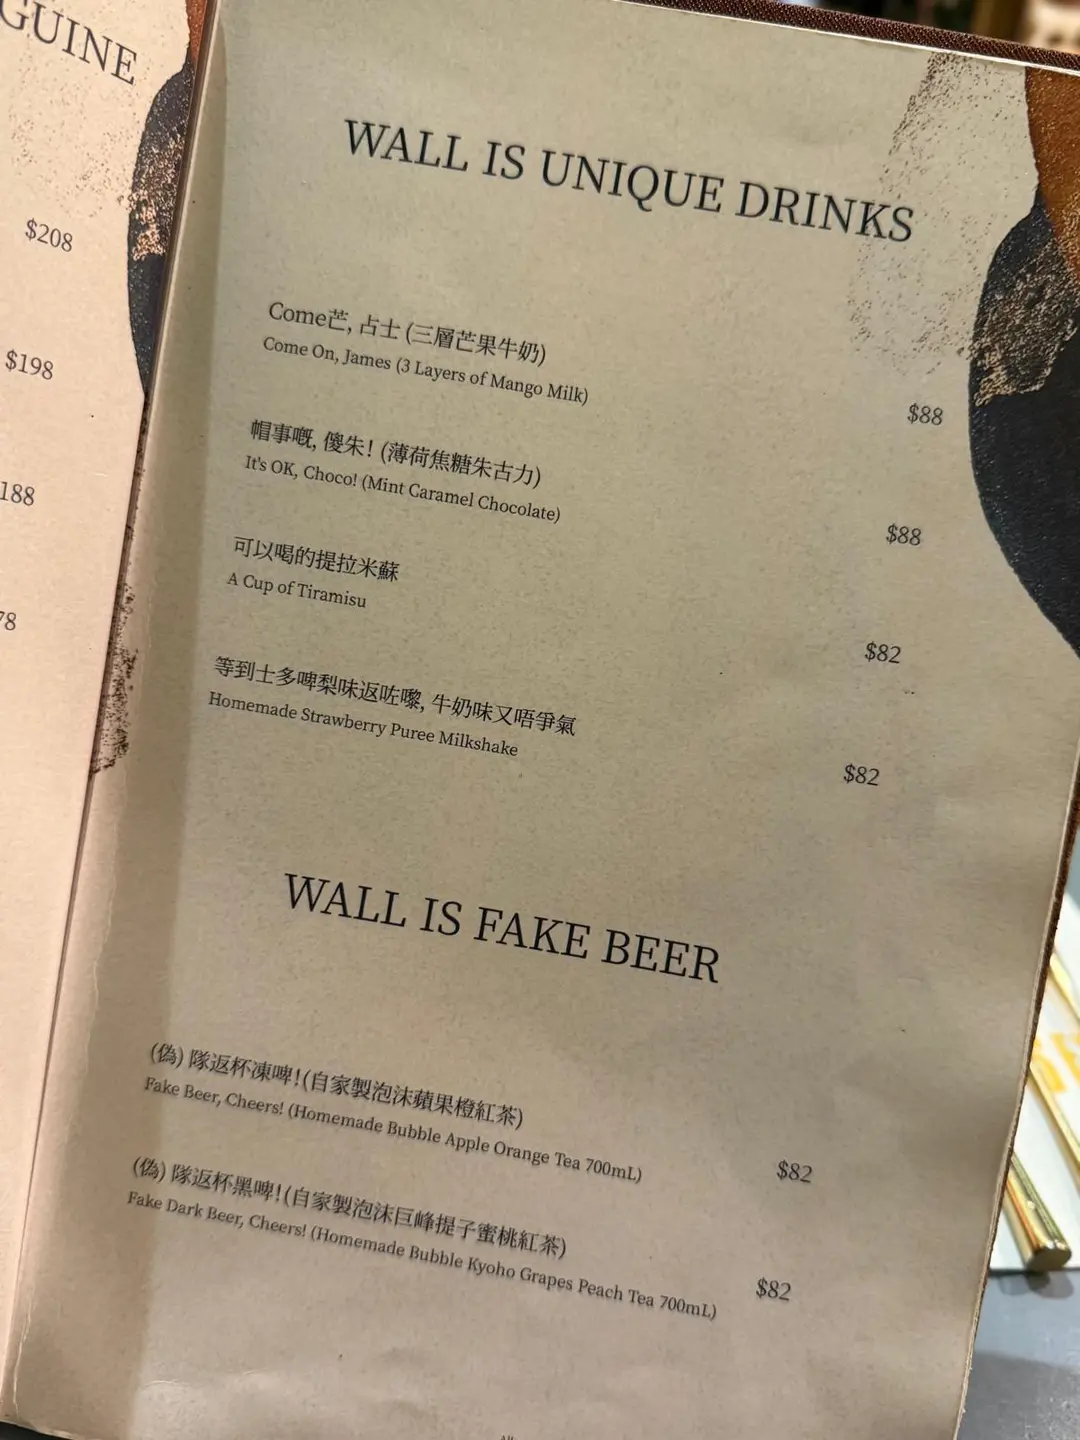 GUINE
$208
$198
188
78
WALL IS UNIQUE DRINKS
Come芒, 占士 (三層芒果牛奶)
Come On, James (3 Layers of Mango Milk)
$88
帽事嘅, 傻朱! (薄荷焦糖朱古力)
It's OK, Choco! (Mint Caramel Chocolate)
$88
可以喝的提拉米蘇
A Cup of Tiramisu
$82
等到士多啤梨味返咗嚟, 牛奶味又唔爭氣
Homemade Strawberry Puree Milkshake
$82
WALL IS FAKE BEER
(偽) 隊返杯凍啤!(自家製泡沫蘋果橙紅茶)
Fake Beer, Cheers! (Homemade Bubble Apple Orange Tea 700mL)
$82
(偽) 隊返杯黑啤!(自家製泡沫巨峰提子蜜桃紅茶)
Fake Dark Beer, Cheers! (Homemade Bubble Kyoho Grapes Peach Tea 700mL)
$82